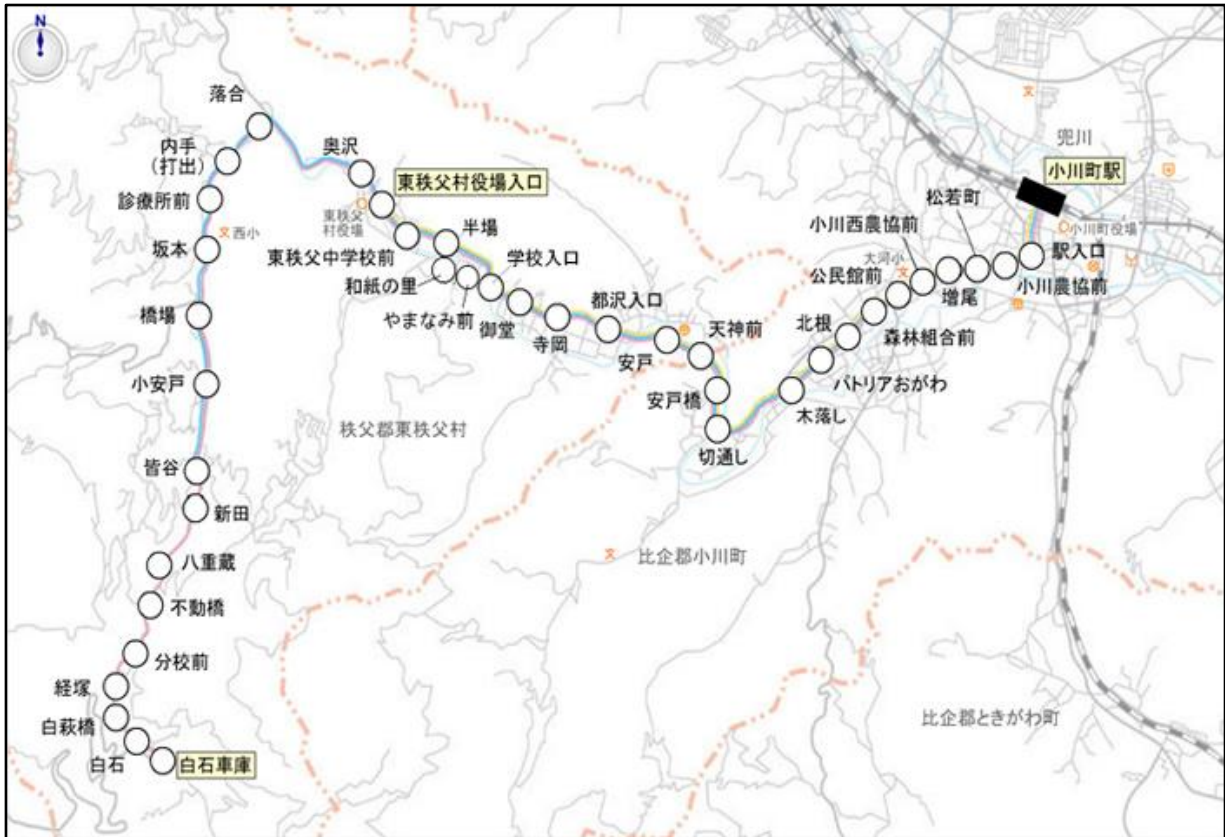 N
落合
内手
(打出)
診療所前
坂本
文西小
橋場
小安戸
皆谷
新田
八重蔵
不動橋
分校前
経塚
白萩橋
白石
白石車庫
奥沢
東秩父村役場入口
東秩父
村役場
東秩父中学校前
半場
和紙の里
やまなみ前
学校入口
御堂
寺岡
都沢入口
安戸
天神前
安戸橋
切通し
木落し
パトリアおがわ
北根
森林組合前
公民館前
大河小
文
小川西農協前
増尾
松若町
小川農協前
駅入口
小川町駅
小川町役場
兜川
文
秩父郡東秩父村
比企郡小川町
文
比企郡ときがわ町